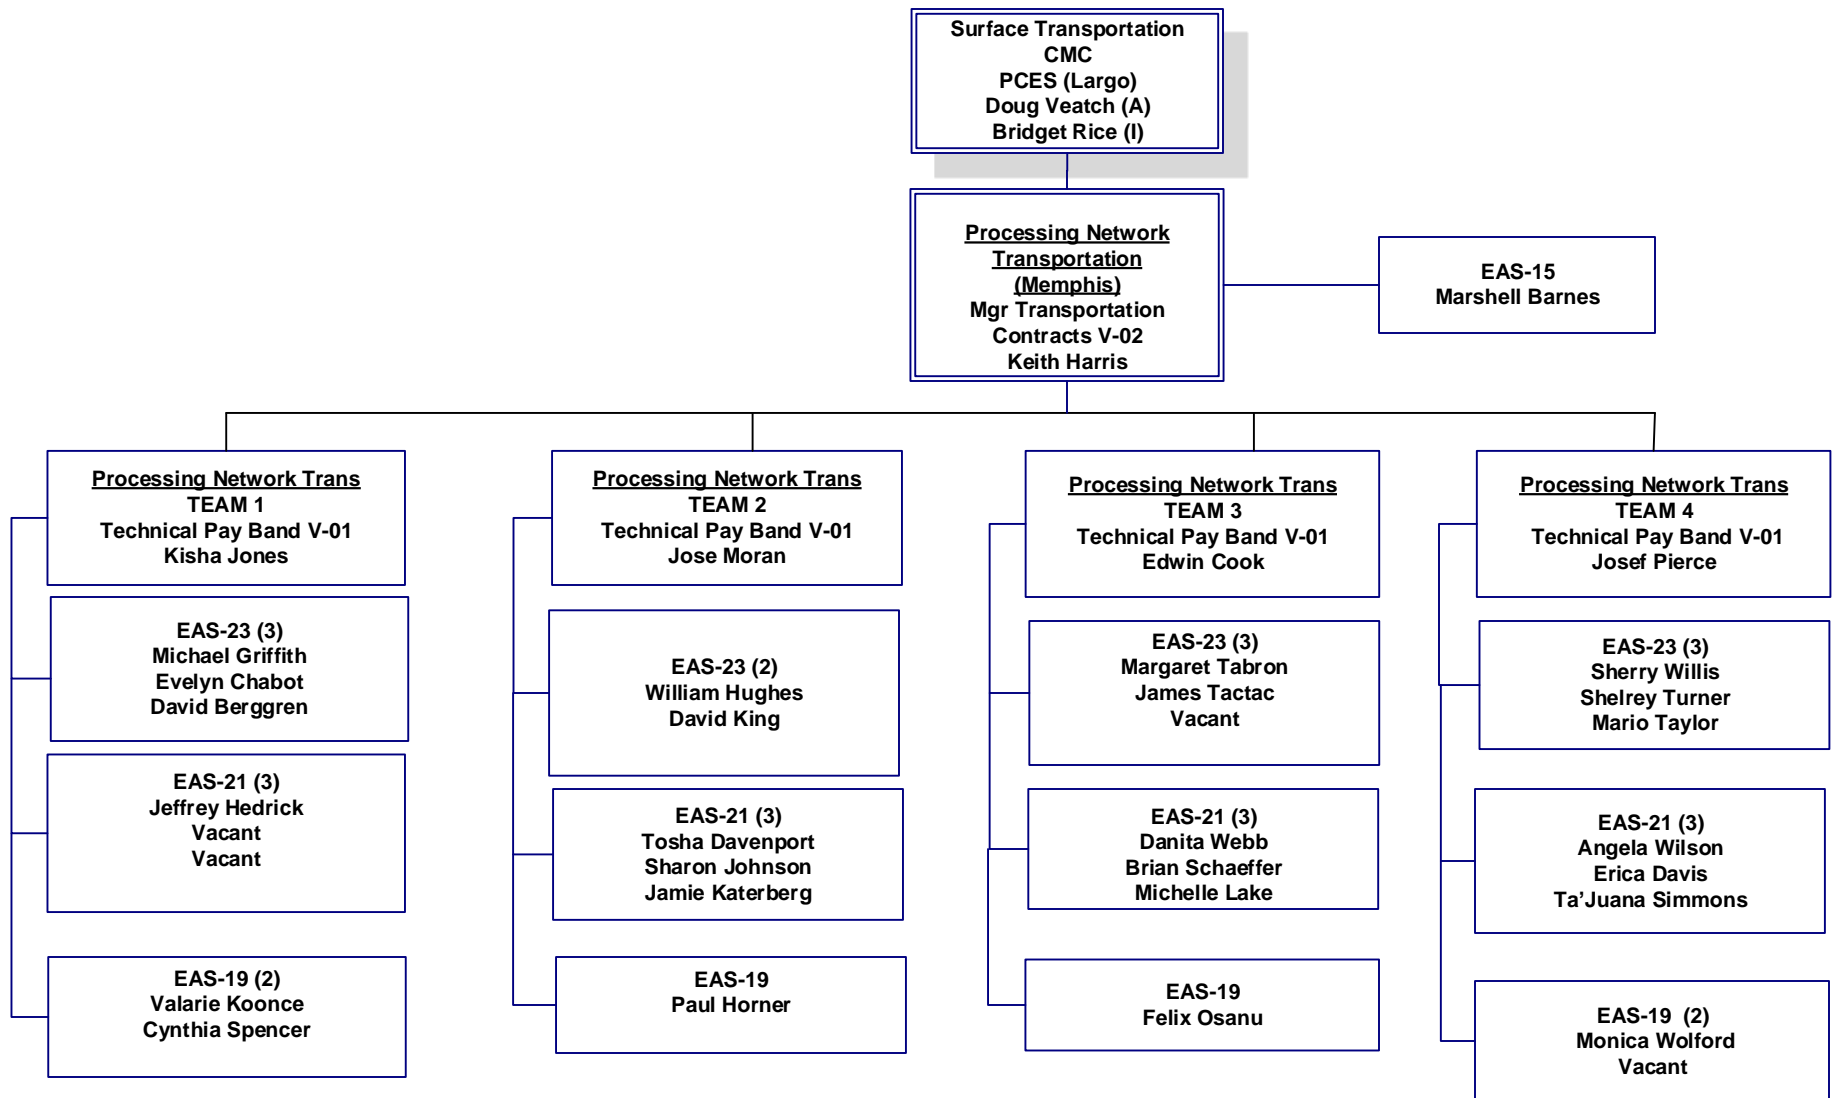 Surface Transportation
CMC
PCES (Largo)
Doug Veatch (A)
Bridget Rice (I)
Processing Network
Transportation
(Memphis)
Mgr Transportation
Contracts V-02
Keith Harris
EAS-15
Marshell Barnes
Processing Network Trans
TEAM 1
Technical Pay Band V-01
Kisha Jones
EAS-23 (3)
Michael Griffith
Evelyn Chabot
David Berggren
EAS-21 (3)
Jeffrey Hedrick
Vacant
Vacant
EAS-19 (2)
Valarie Koonce
Cynthia Spencer
Processing Network Trans
TEAM 2
Technical Pay Band V-01
Jose Moran
EAS-23 (2)
William Hughes
David King
EAS-21 (3)
Tosha Davenport
Sharon Johnson
Jamie Katerberg
EAS-19
Paul Horner
Processing Network Trans
TEAM 3
Technical Pay Band V-01
Edwin Cook
EAS-23 (3)
Margaret Tabron
James Tactac
Vacant
EAS-21 (3)
Danita Webb
Brian Schaeffer
Michelle Lake
EAS-19
Felix Osanu
Processing Network Trans
TEAM 4
Technical Pay Band V-01
Josef Pierce
EAS-23 (3)
Sherry Willis
Shelrey Turner
Mario Taylor
EAS-21 (3)
Angela Wilson
Erica Davis
Ta’Juana Simmons
EAS-19  (2)
Monica Wolford
Vacant